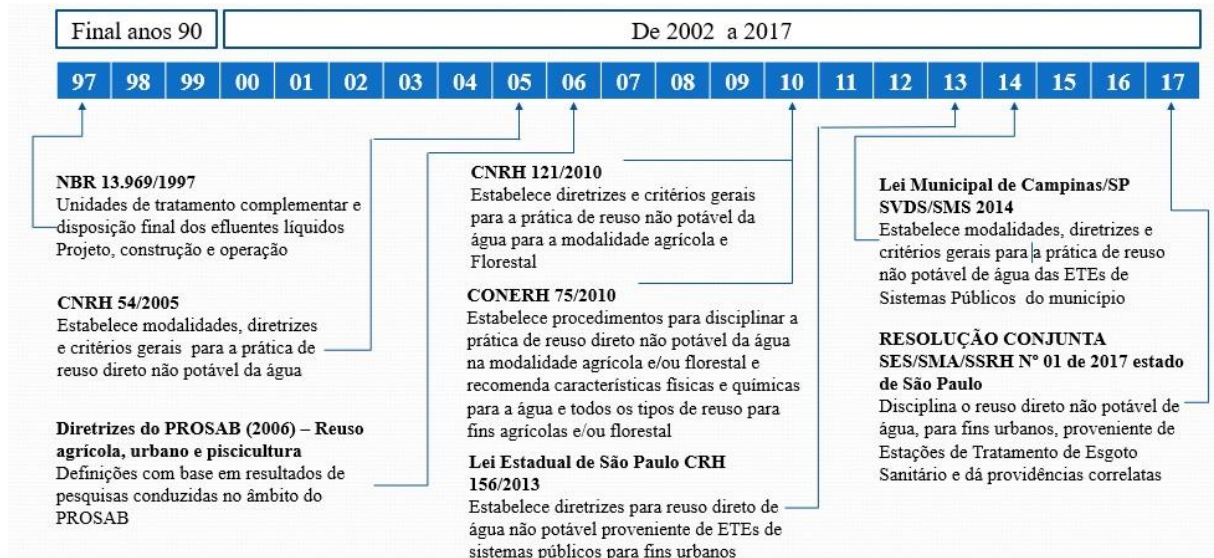 Final anos 90
De 2002 a 2017
97 98 99 00 01 02 03 04 05 06 07 08 09 10 11 12 13 14 15 16 17
NBR 13.969/1997
Unidades de tratamento complementar e
disposição final dos efluentes líquidos
Projeto, construção e operação
CNRH 54/2005
Estabelece modalidades, diretrizes
e critérios gerais para a prática de
reuso direto não potável da água
Diretrizes do PROSAB (2006) – Reuso
agrícola, urbano e piscicultura
Definições com base em resultados de
pesquisas conduzidas no âmbito do
PROSAB
CNRH 121/2010
Estabelece diretrizes e critérios gerais
para a prática de reuso não potável da
água para a modalidade agrícola e
Florestal
CONERH 75/2010
Estabelece procedimentos para disciplinar a
prática de reuso direto não potável da água
na modalidade agrícola e/ou florestal e
recomenda características físicas e químicas
para a água e todos os tipos de reuso para
fins agrícolas e/ou florestal
Lei Estadual de São Paulo CRH
156/2013
Estabelece diretrizes para reuso direto de
água não potável proveniente de ETEs de
sistemas públicos para fins urbanos
Lei Municipal de Campinas/SP
SVDS/SMS 2014
Estabelece modalidades, diretrizes e
critérios gerais para a prática de reuso
não potável de água das ETEs de
Sistemas Públicos do município
RESOLUÇÃO CONJUNTA
SES/SMA/SSRH Nº 01 de 2017 estado
de São Paulo
Disciplina o reuso direto não potável de
água, para fins urbanos, proveniente de
Estações de Tratamento de Esgoto
Sanitário e dá providências correlatas